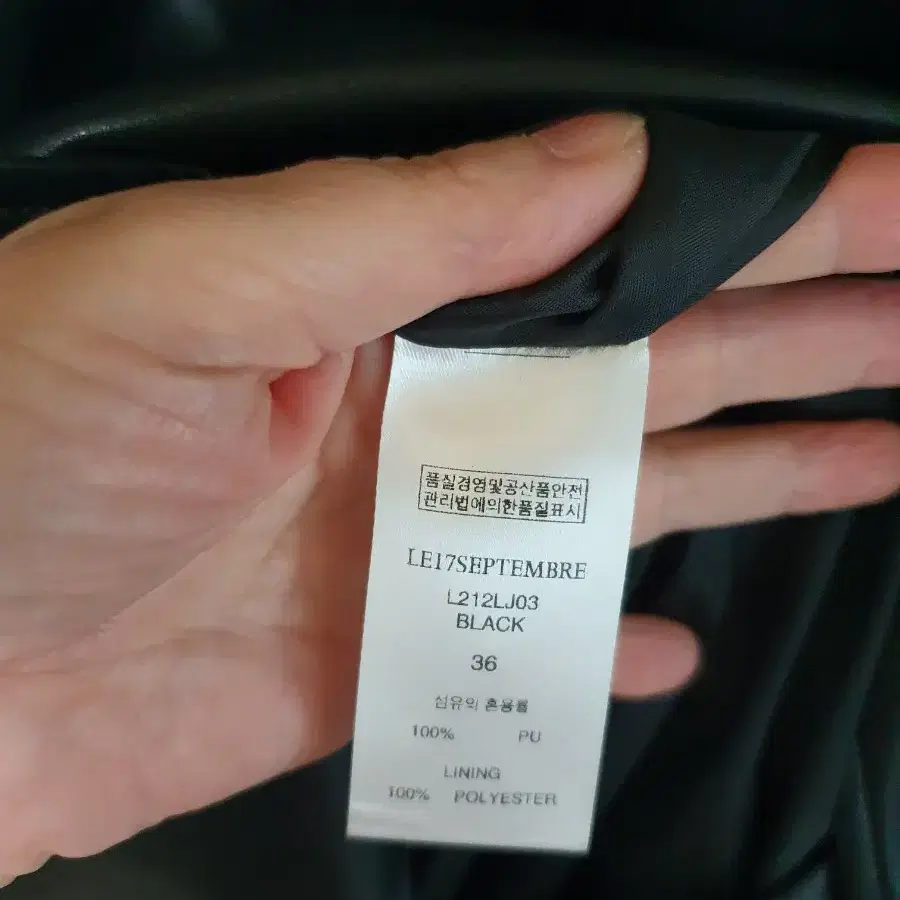 품질경영및공산품안전
관리법에의한품질표시
LE17SEPTEMBRE
L212LJ03
BLACK
36
섬유의 혼용률
100% PU
LINING
100% POLYESTER